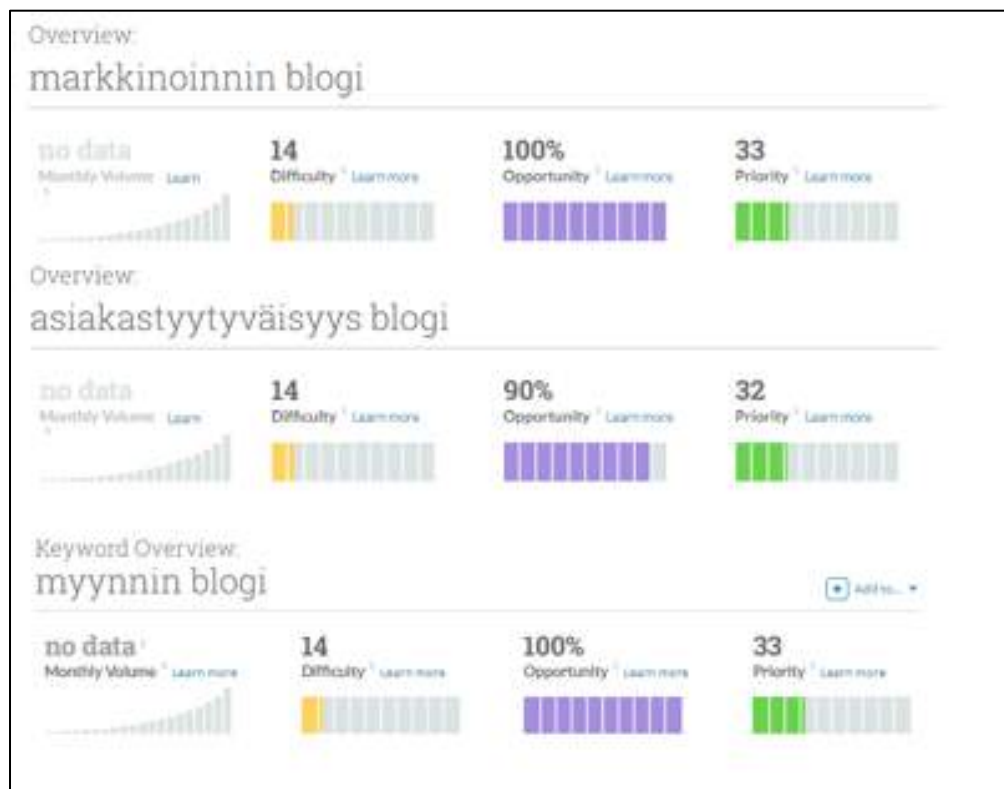 Overview:
markkinoinnin blogi
no data 14 100% 33
Monthly Volume Learn Difficulty Learn more Opportunity Learn more Priority Learn more
Overview:
asiakastyytyväisyys blogi
no data 14 90% 32
Monthly Volume Learn Difficulty Learn more Opportunity Learn more Priority Learn more
Keyword Overview:
myynnin blogi
Add to...
no data 14 100% 33
Monthly Volume Learn more Difficulty Learn more Opportunity Learn more Priority Learn more